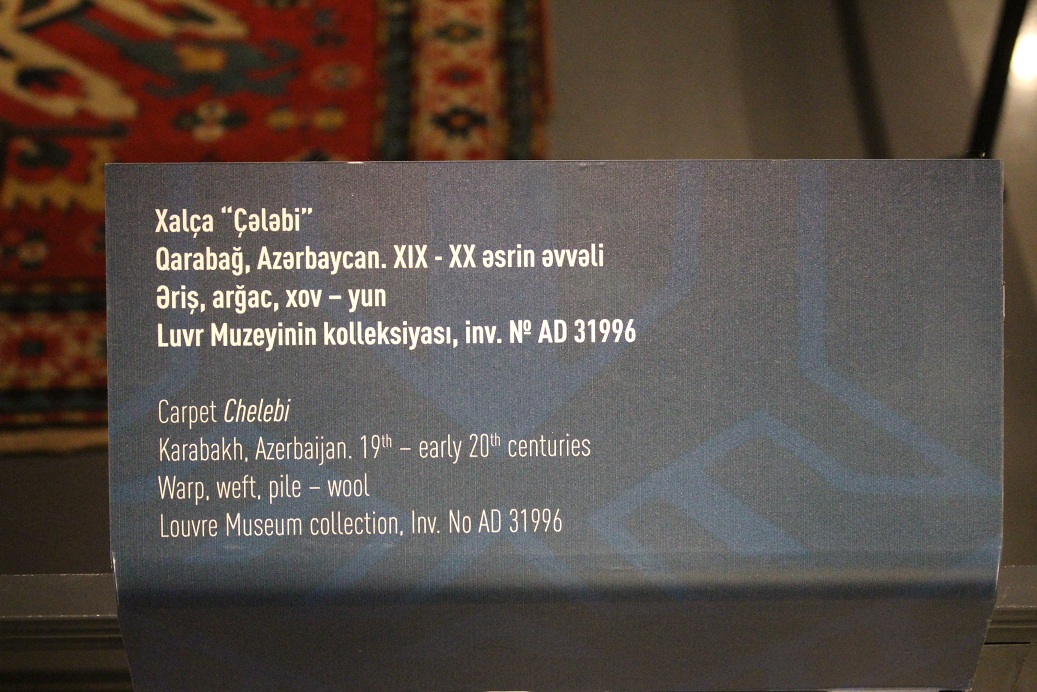 Xalça “Çələbi”
Qarabağ, Azərbaycan. XIX - XX əsrin əvvəli
Əriş, arğac, xov – yun
Luvr Muzeyinin kolleksiyası, inv. № AD 31996
Carpet Chelebi
Karabakh, Azerbaijan. 19th – early 20th centuries
Warp, weft, pile – wool
Louvre Museum collection, Inv. No AD 31996